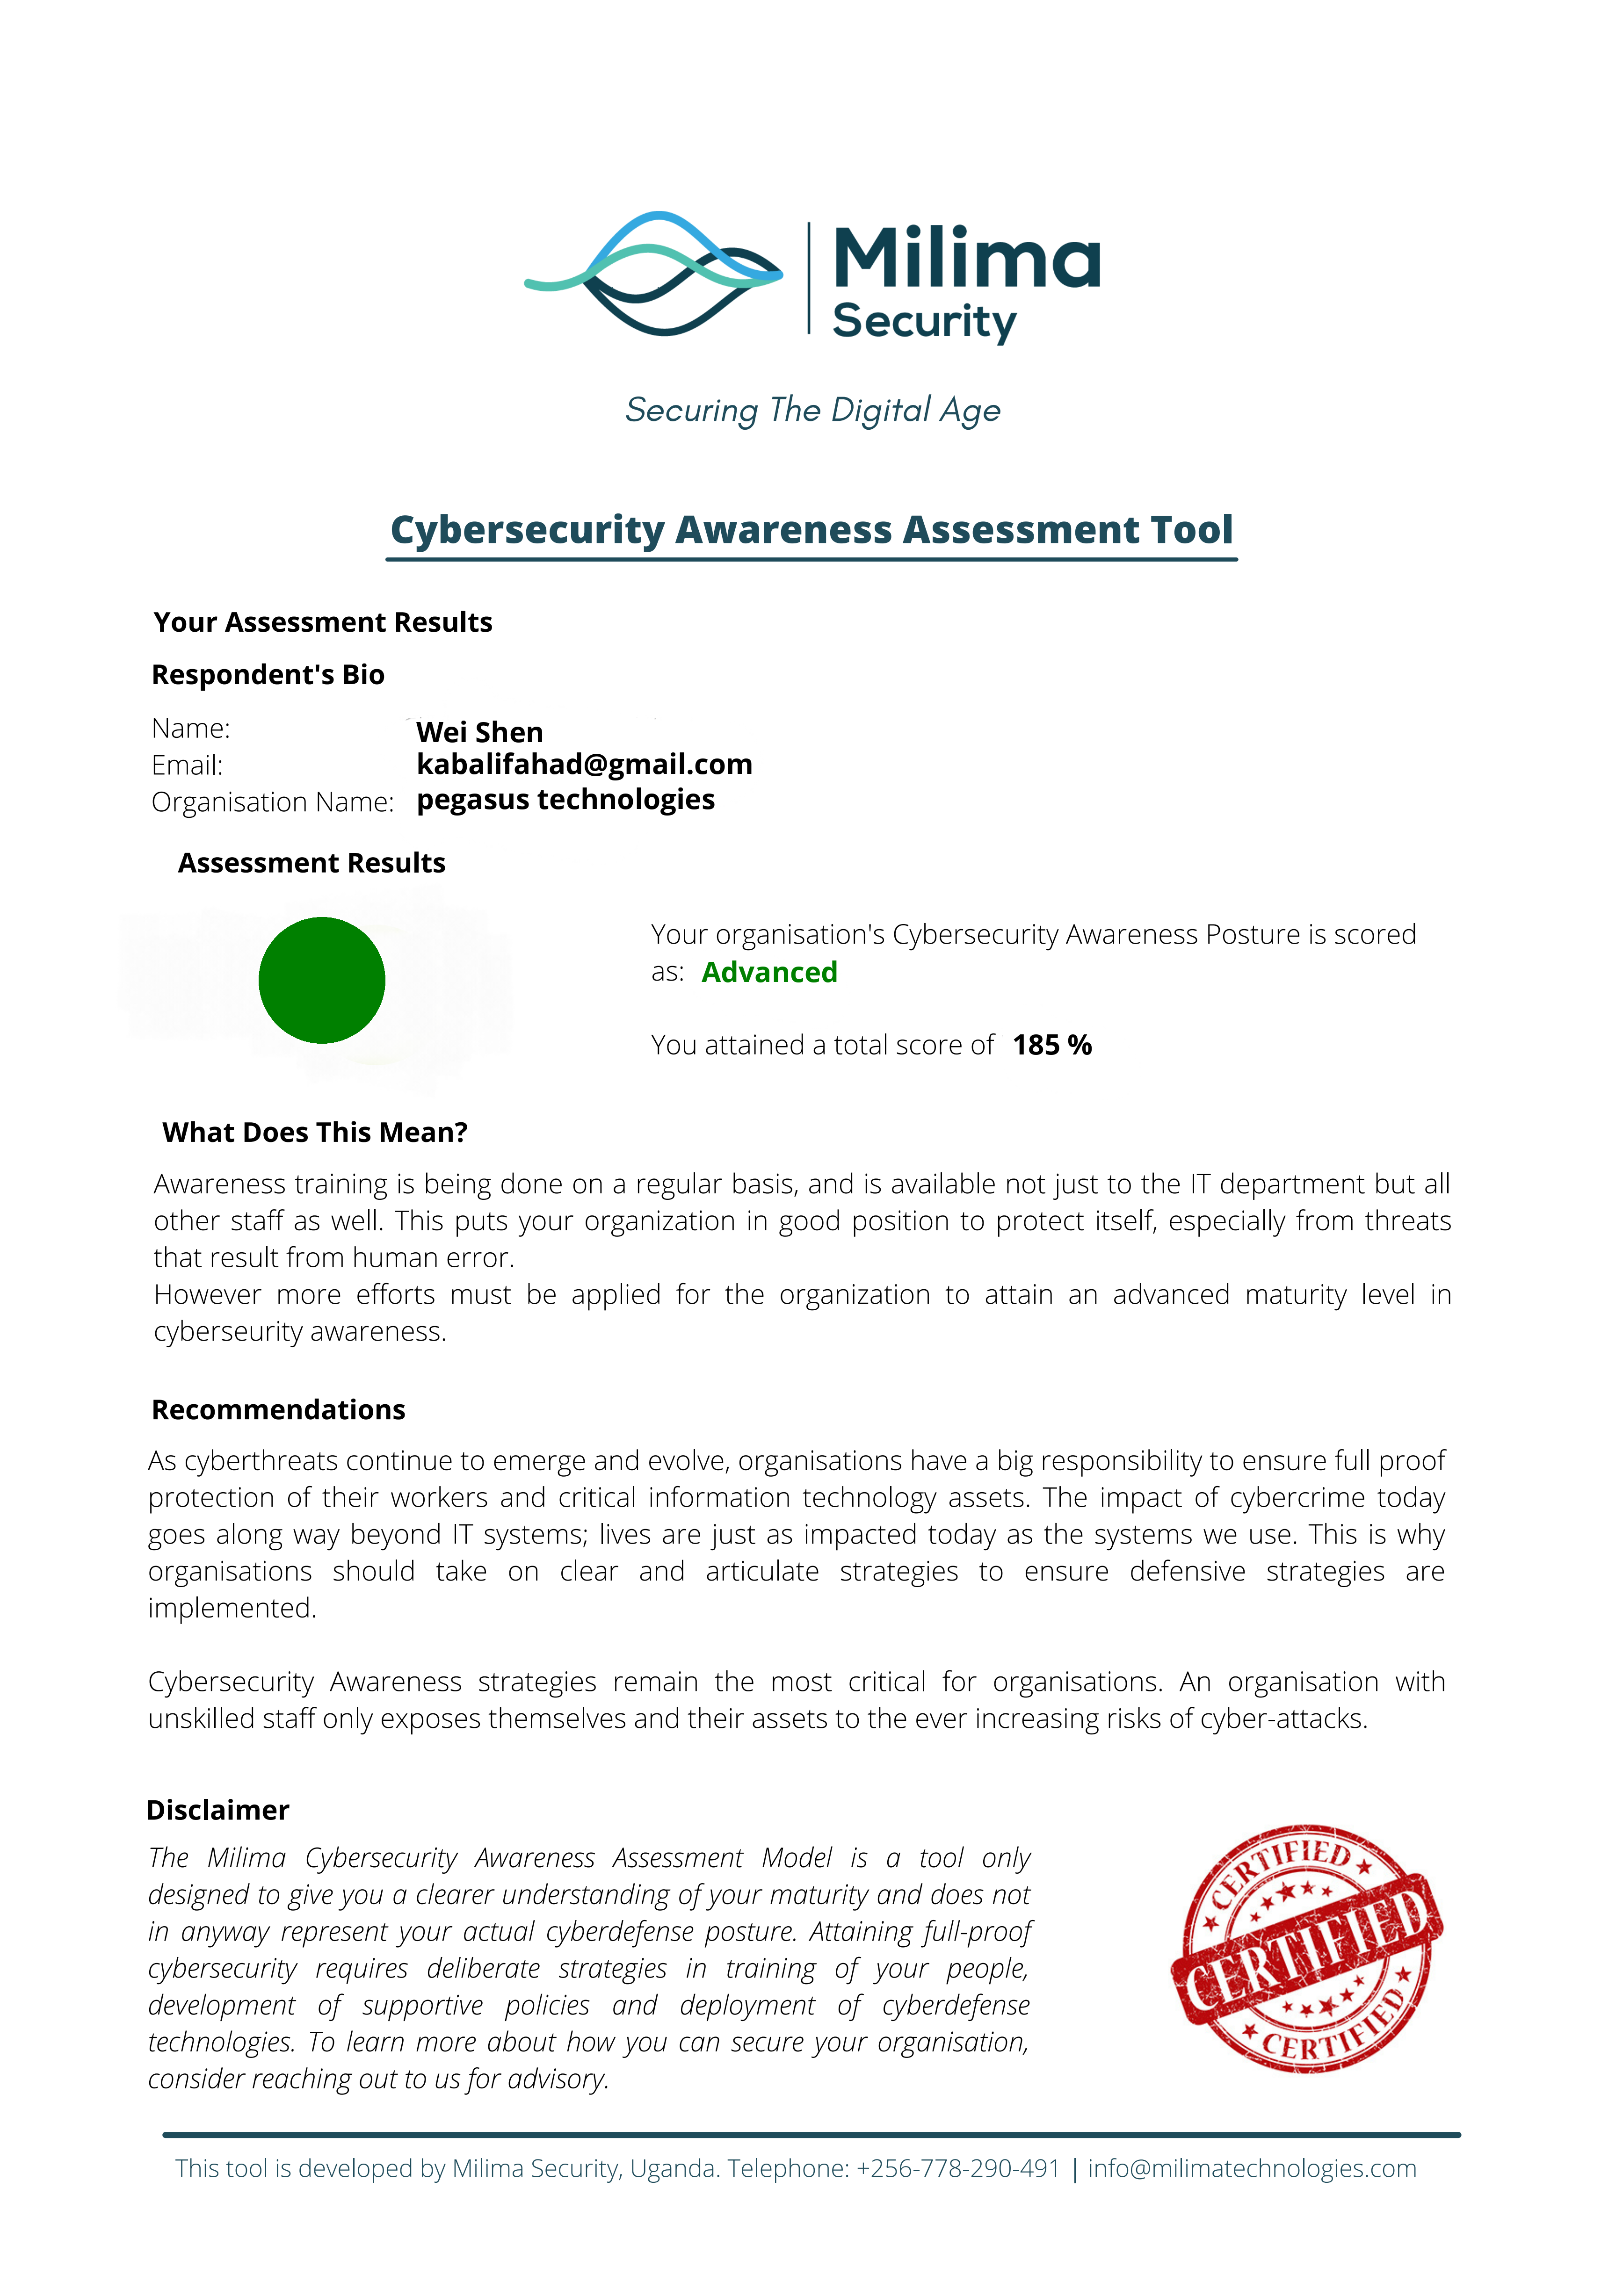 Milima
Security
Securing The Digital Age
Cybersecurity Awareness Assessment Tool
Your Assessment Results
Respondent's Bio
Name: Wei Shen
Email: kabalifahad@gmail.com
Organisation Name: pegasus technologies
Assessment Results
Your organisation's Cybersecurity Awareness Posture is scored
as: Advanced
You attained a total score of 185 %
What Does This Mean?
Awareness training is being done on a regular basis, and is available not just to the IT department but all
other staff as well. This puts your organization in good position to protect itself, especially from threats
that result from human error.
However more efforts must be applied for the organization to attain an advanced maturity level in
cyberseurity awareness.
Recommendations
As cyberthreats continue to emerge and evolve, organisations have a big responsibility to ensure full proof
protection of their workers and critical information technology assets. The impact of cybercrime today
goes along way beyond IT systems; lives are just as impacted today as the systems we use. This is why
organisations should take on clear and articulate strategies to ensure defensive strategies are
implemented.
Cybersecurity Awareness strategies remain the most critical for organisations. An organisation with
unskilled staff only exposes themselves and their assets to the ever increasing risks of cyber-attacks.
Disclaimer
The Milima Cybersecurity Awareness Assessment Model is a tool only
designed to give you a clearer understanding of your maturity and does not
in anyway represent your actual cyberdefense posture. Attaining full-proof
cybersecurity requires deliberate strategies in training of your people,
development of supportive policies and deployment of cyberdefense
technologies. To learn more about how you can secure your organisation,
consider reaching out to us for advisory.
CERTIFIED
CERTIFIED
CERTIFIED
This tool is developed by Milima Security, Uganda. Telephone: +256-778-290-491 | info@milimatechnologies.com